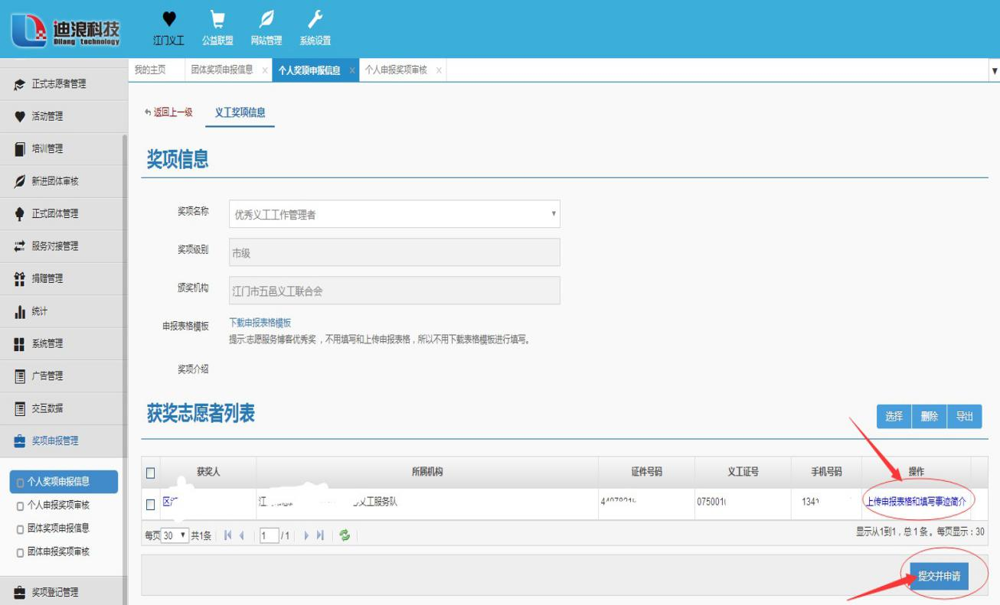 迪浪科技
Dilang technology
江门义工 公益联盟 网站管理 系统设置
我的主页 团体奖项申报信息 x 个人奖项申报信息 x 个人申报奖项审核 x
正式志愿者管理
活动管理
培训管理
新进团体审核
正式团体管理
服务对接管理
捐赠管理
统计
系统管理
广告管理
交互数据
奖项申报管理
个人奖项申报信息
个人申报奖项审核
团体奖项申报信息
团体申报奖项审核
奖项登记管理
返回上一级 义工奖项信息
奖项信息
奖项名称 优秀义工工作管理者
奖项级别 市级
颁奖机构 江门市五邑义工联合会
申报表格模板 下载申报表格模板
提示:志愿服务博客优秀奖，不用填写和上传申报表格，所以不用下载表格模板进行填写。
奖项介绍
获奖志愿者列表
选择 删除 导出
获奖人 所属机构 证件号码 义工证号 手机号码 操作
区 江 义工服务队 075001 134 上传申报表格和填写事迹简介
每页 30 共1条 1 /1 显示从1到1，总 1 条。每页显示：30
提交并申请